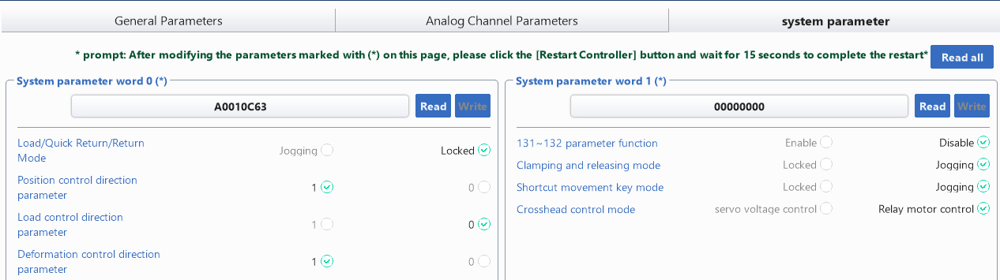 General Parameters
Analog Channel Parameters
system parameter
* prompt: After modifying the parameters marked with (*) on this page, please click the [Restart Controller] button and wait for 15 seconds to complete the restart*
Read all
System parameter word 0 (*)
A0010C63
Read
Write
Load/Quick Return/Return
Mode
Jogging
Locked
Position control direction
parameter
1
0
Load control direction
parameter
1
0
Deformation control direction
parameter
1
0
System parameter word 1 (*)
00000000
Read
Write
131~132 parameter function
Enable
Disable
Clamping and releasing mode
Locked
Jogging
Shortcut movement key mode
Locked
Jogging
Crosshead control mode
servo voltage control
Relay motor control